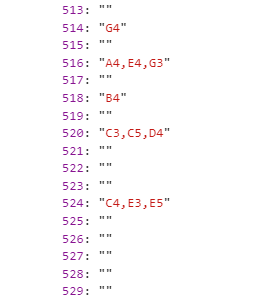 513: ""
514: "G4"
515: ""
516: "A4,E4,G3"
517: ""
518: "B4"
519: ""
520: "C3,C5,D4"
521: ""
522: ""
523: ""
524: "C4,E3,E5"
525: ""
526: ""
527: ""
528: ""
529: ""